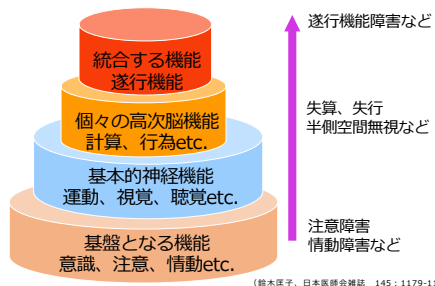 統合する機能
遂行機能
個々の高次脳機能
計算、行為etc.
基本的神経機能
運動、視覚、聴覚etc.
基盤となる機能
意識、注意、情動etc.
遂行機能障害など
失算、失行
半側空間無視など
注意障害
情動障害など
(鈴木匡子、日本医師会雑誌 145:1179-1